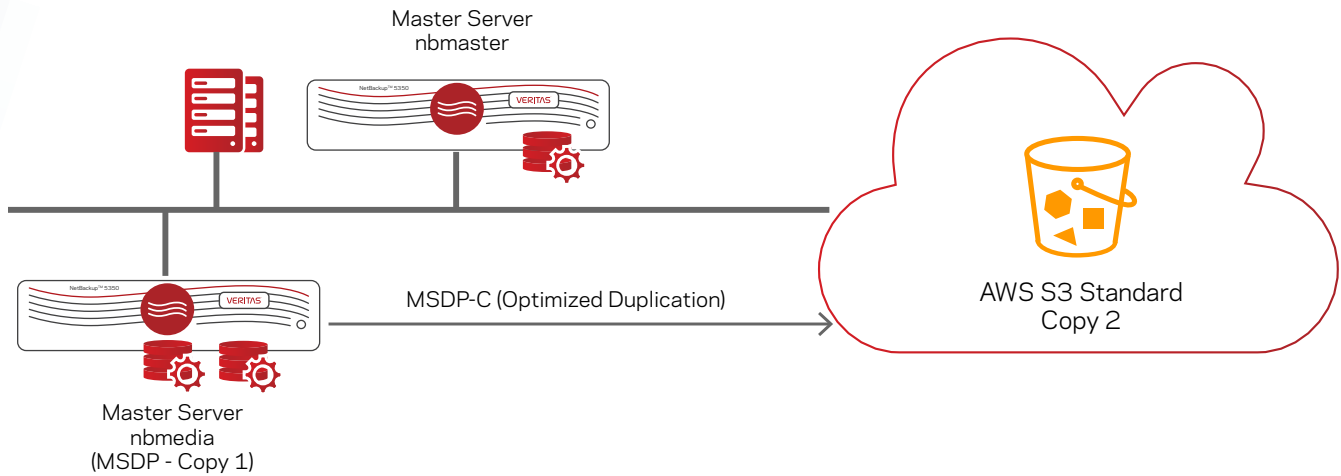 Master Server
nbmaster
NetBackup™ 5350
VERITAS
NetBackup™ 5350
VERITAS
MSDP-C (Optimized Duplication)
AWS S3 Standard
Copy 2
Master Server
nbmedia
(MSDP - Copy 1)